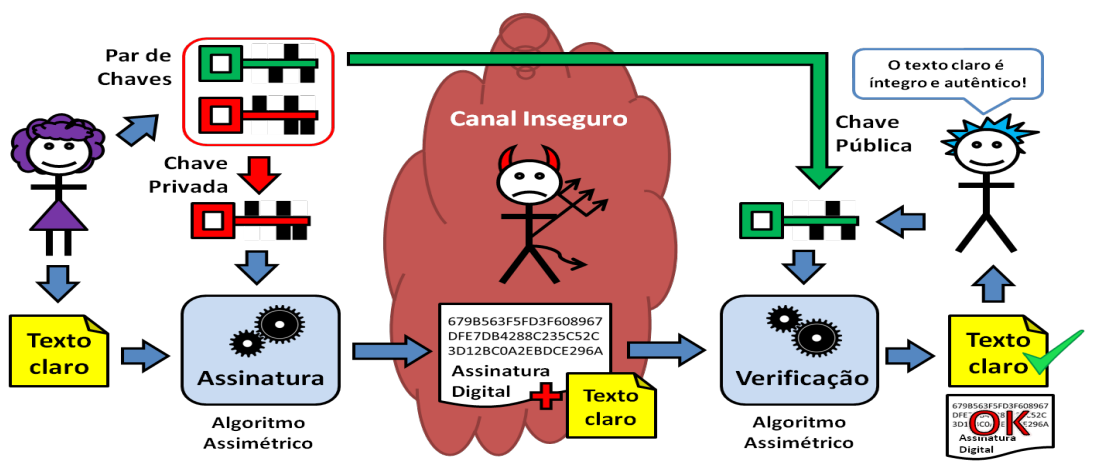 Par de
Chaves
Chave
Privada
Canal Inseguro
O texto claro é
íntegro e autêntico!
Chave
Pública
Texto
claro
Assinatura
Algoritmo
Assimétrico
679B563F5FD3F608967
DFE7DB4288C235C52C
3D12BC0A2EBDCE296A
Assinatura
Digital
Texto
claro
Verificação
Algoritmo
Assimétrico
Texto
claro
679B563F5FD3F608967
OK
Assinatura
Digital